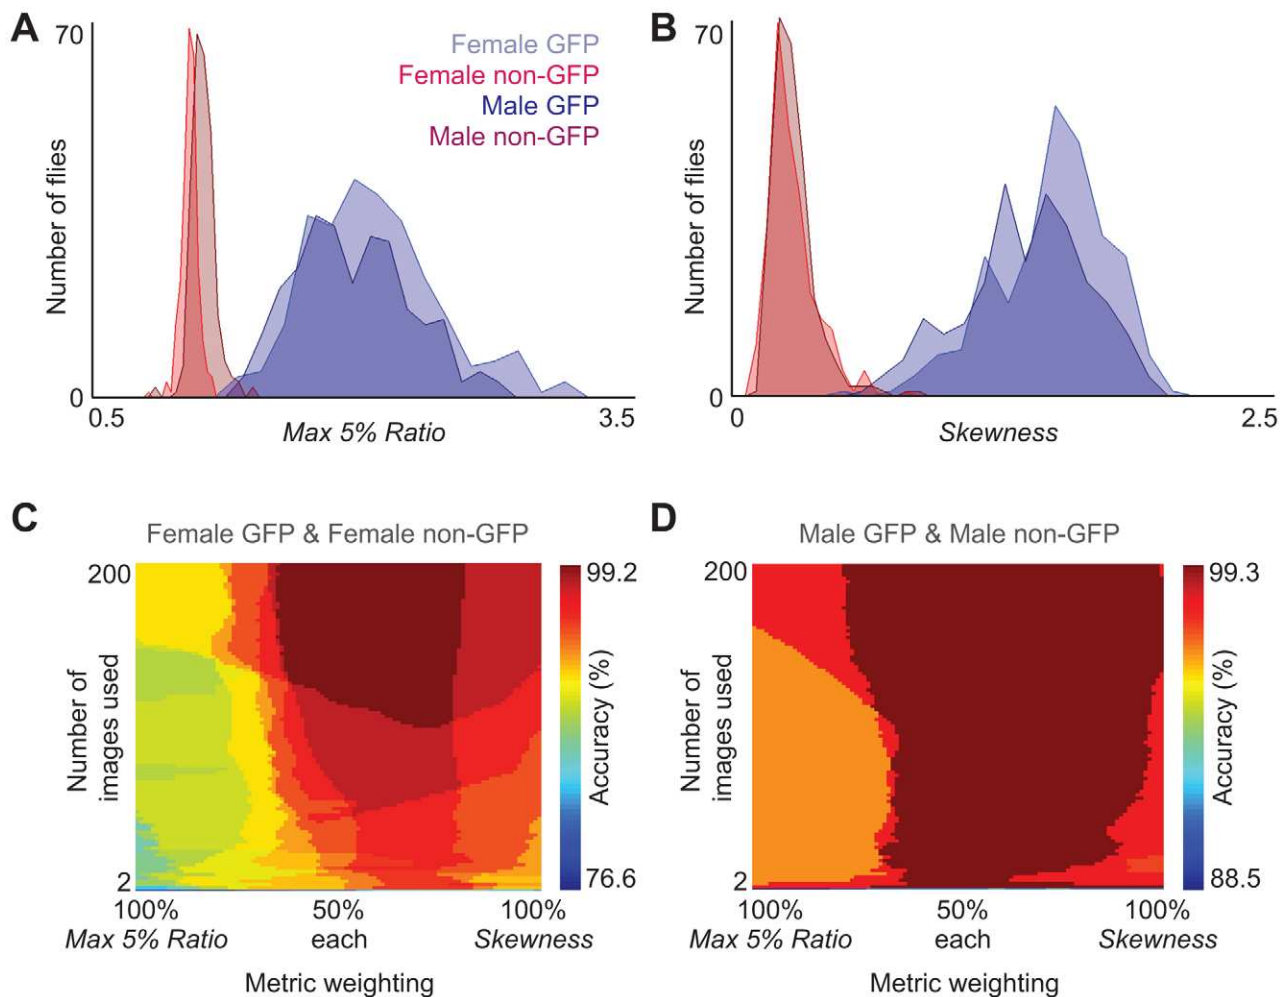 A
70
Number of flies
0
0.5
Max 5% Ratio
3.5
Female GFP
Female non-GFP
Male GFP
Male non-GFP
B
70
Number of flies
0
0
Skewness
2.5
C
Female GFP & Female non-GFP
200
Number of
images used
2
99.2
Accuracy (%)
76.6
100%
50%
100%
Max 5% Ratio
each
Skewness
Metric weighting
D
Male GFP & Male non-GFP
200
Number of
images used
2
99.3
Accuracy (%)
88.5
100%
50%
100%
Max 5% Ratio
each
Skewness
Metric weighting